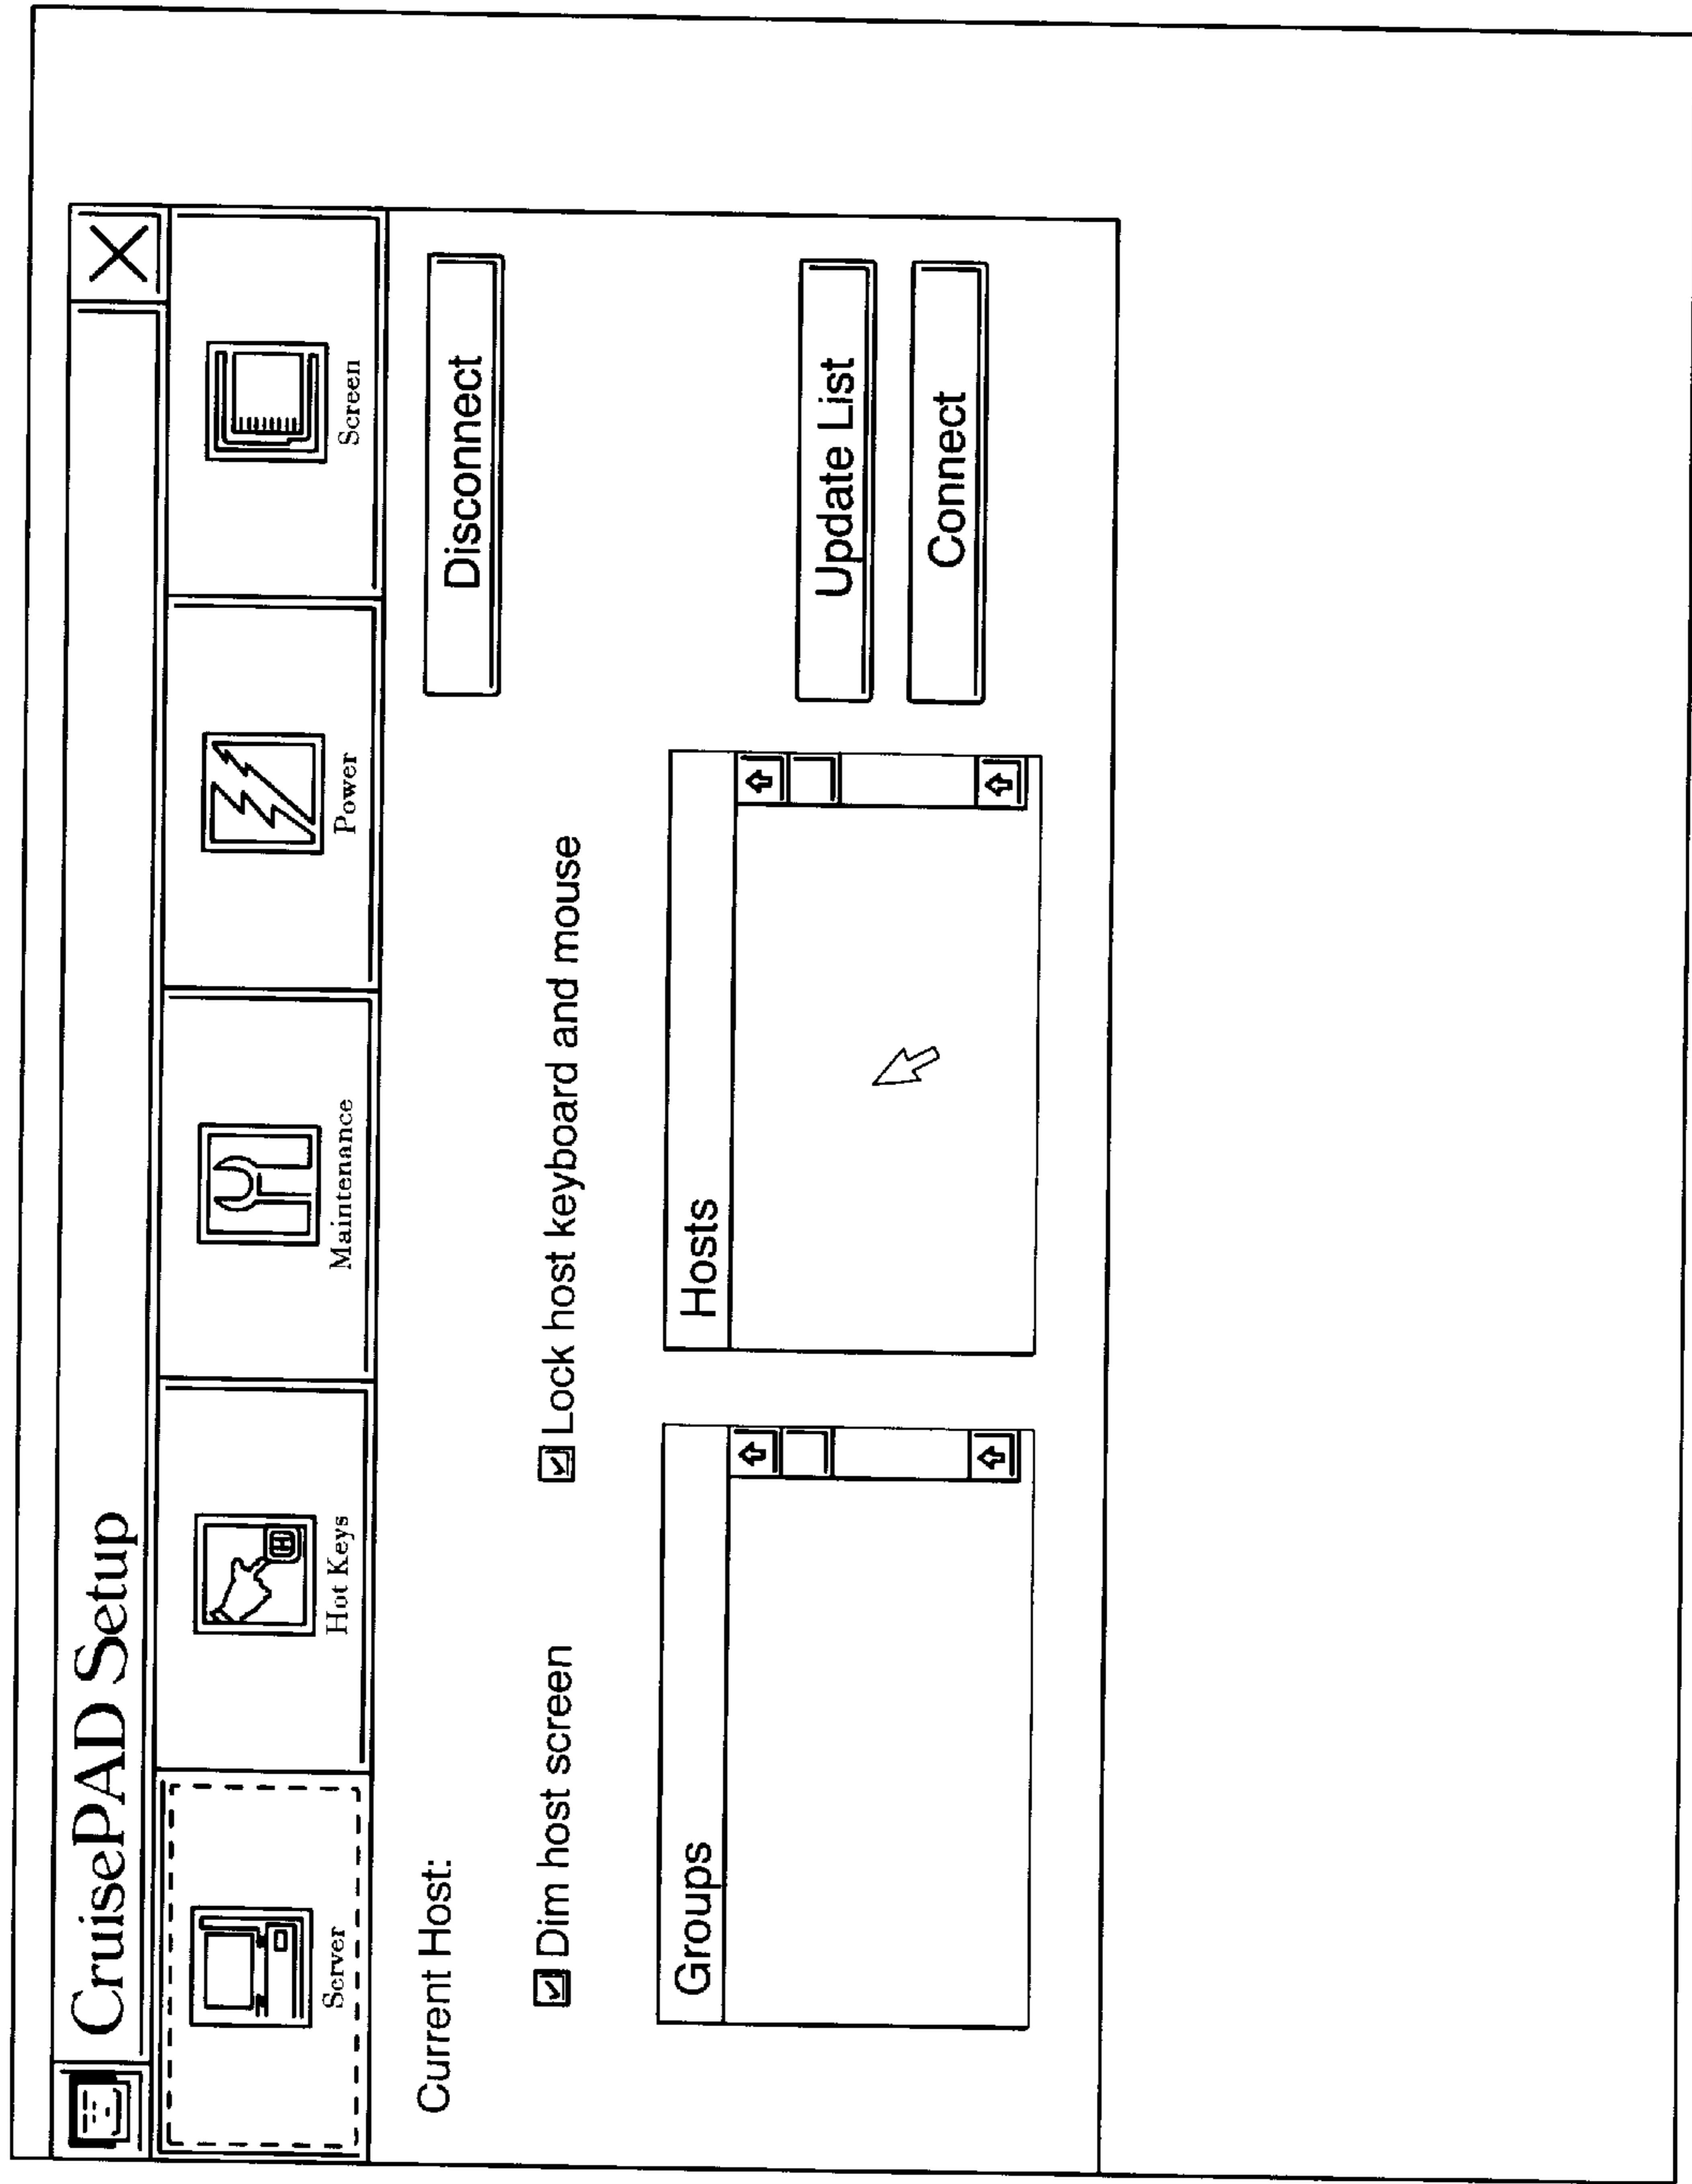 CruisePAD Setup
Server
Hot Keys
Maintenance
Power
Screen
Current Host:
Disconnect
Dim host screen
Lock host keyboard and mouse
Groups
Hosts
Update List
Connect